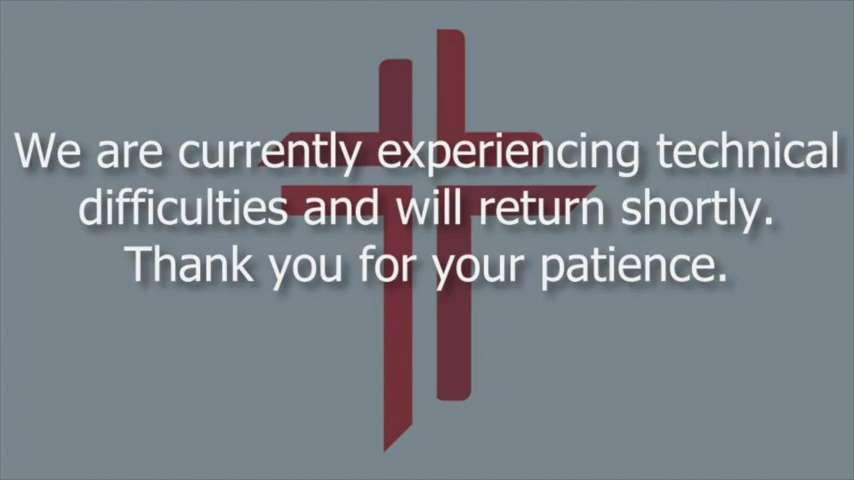 We are currently experiencing technical
difficulties and will return shortly.
Thank you for your patience.